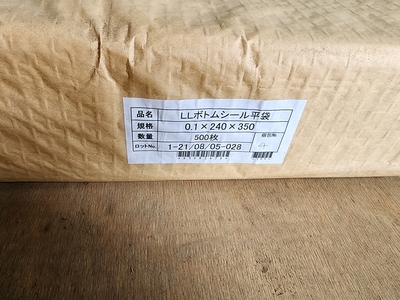 品名 LLボトムシール平袋
規格 0.1×240×350
数量 500枚
ロットNo. 1-21/08/05-028